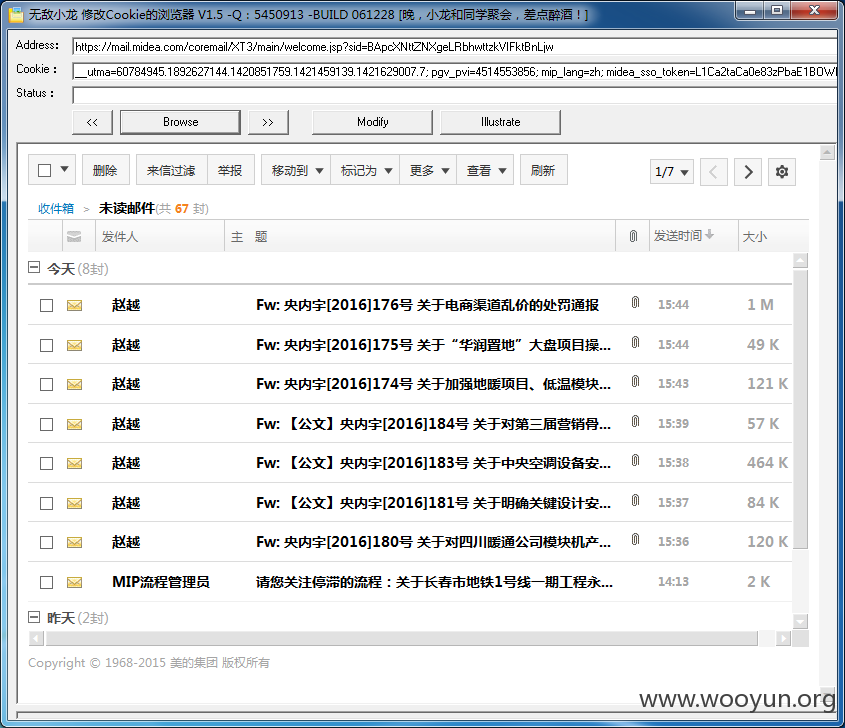 无敌小龙 修改Cookie的浏览器 V1.5 -Q：5450913 -BUILD 061228 [晚，小龙和同学聚会，差点醉酒！]
Address: https://mail.midea.com/coremail/XT3/main/welcome.jsp?sid=BApcXNttZNXgeLRbhwttzkVlFktBnLjw
Cookie： __utma=60784945.1892627144.1420851759.1421459139.1421629007.7; pgv_pvi=4514553856; mip_lang=zh; midea_sso_token=L1Ca2taCa0e83zPbaE1BOWI
Status：
<< Browse >> Modify Illustrate
删除 来信过滤 举报 移动到 标记为 更多 查看 刷新 1/7
收件箱 > 未读邮件(共 67 封)
发件人 主 题 发送时间 大小
今天 (8封)
赵越 Fw: 央内宇[2016]176号 关于电商渠道乱价的处罚通报 15:44 1 M
赵越 Fw: 央内宇[2016]175号 关于“华润置地”大盘项目操... 15:44 49 K
赵越 Fw: 央内宇[2016]174号 关于加强地暖项目、低温模块... 15:43 121 K
赵越 Fw: 【公文】央内宇[2016]184号 关于对第三届营销骨... 15:39 57 K
赵越 Fw: 【公文】央内宇[2016]183号 关于中央空调设备安... 15:38 464 K
赵越 Fw: 【公文】央内宇[2016]181号 关于明确关键设计安... 15:37 84 K
赵越 Fw: 央内宇[2016]180号 关于对四川暖通公司模块机产... 15:36 120 K
MIP流程管理员 请您关注停滞的流程：关于长春市地铁1号线一期工程永... 14:13 2 K
昨天 (2封)
Copyright © 1968-2015 美的集团 版权所有
www.wooyun.org